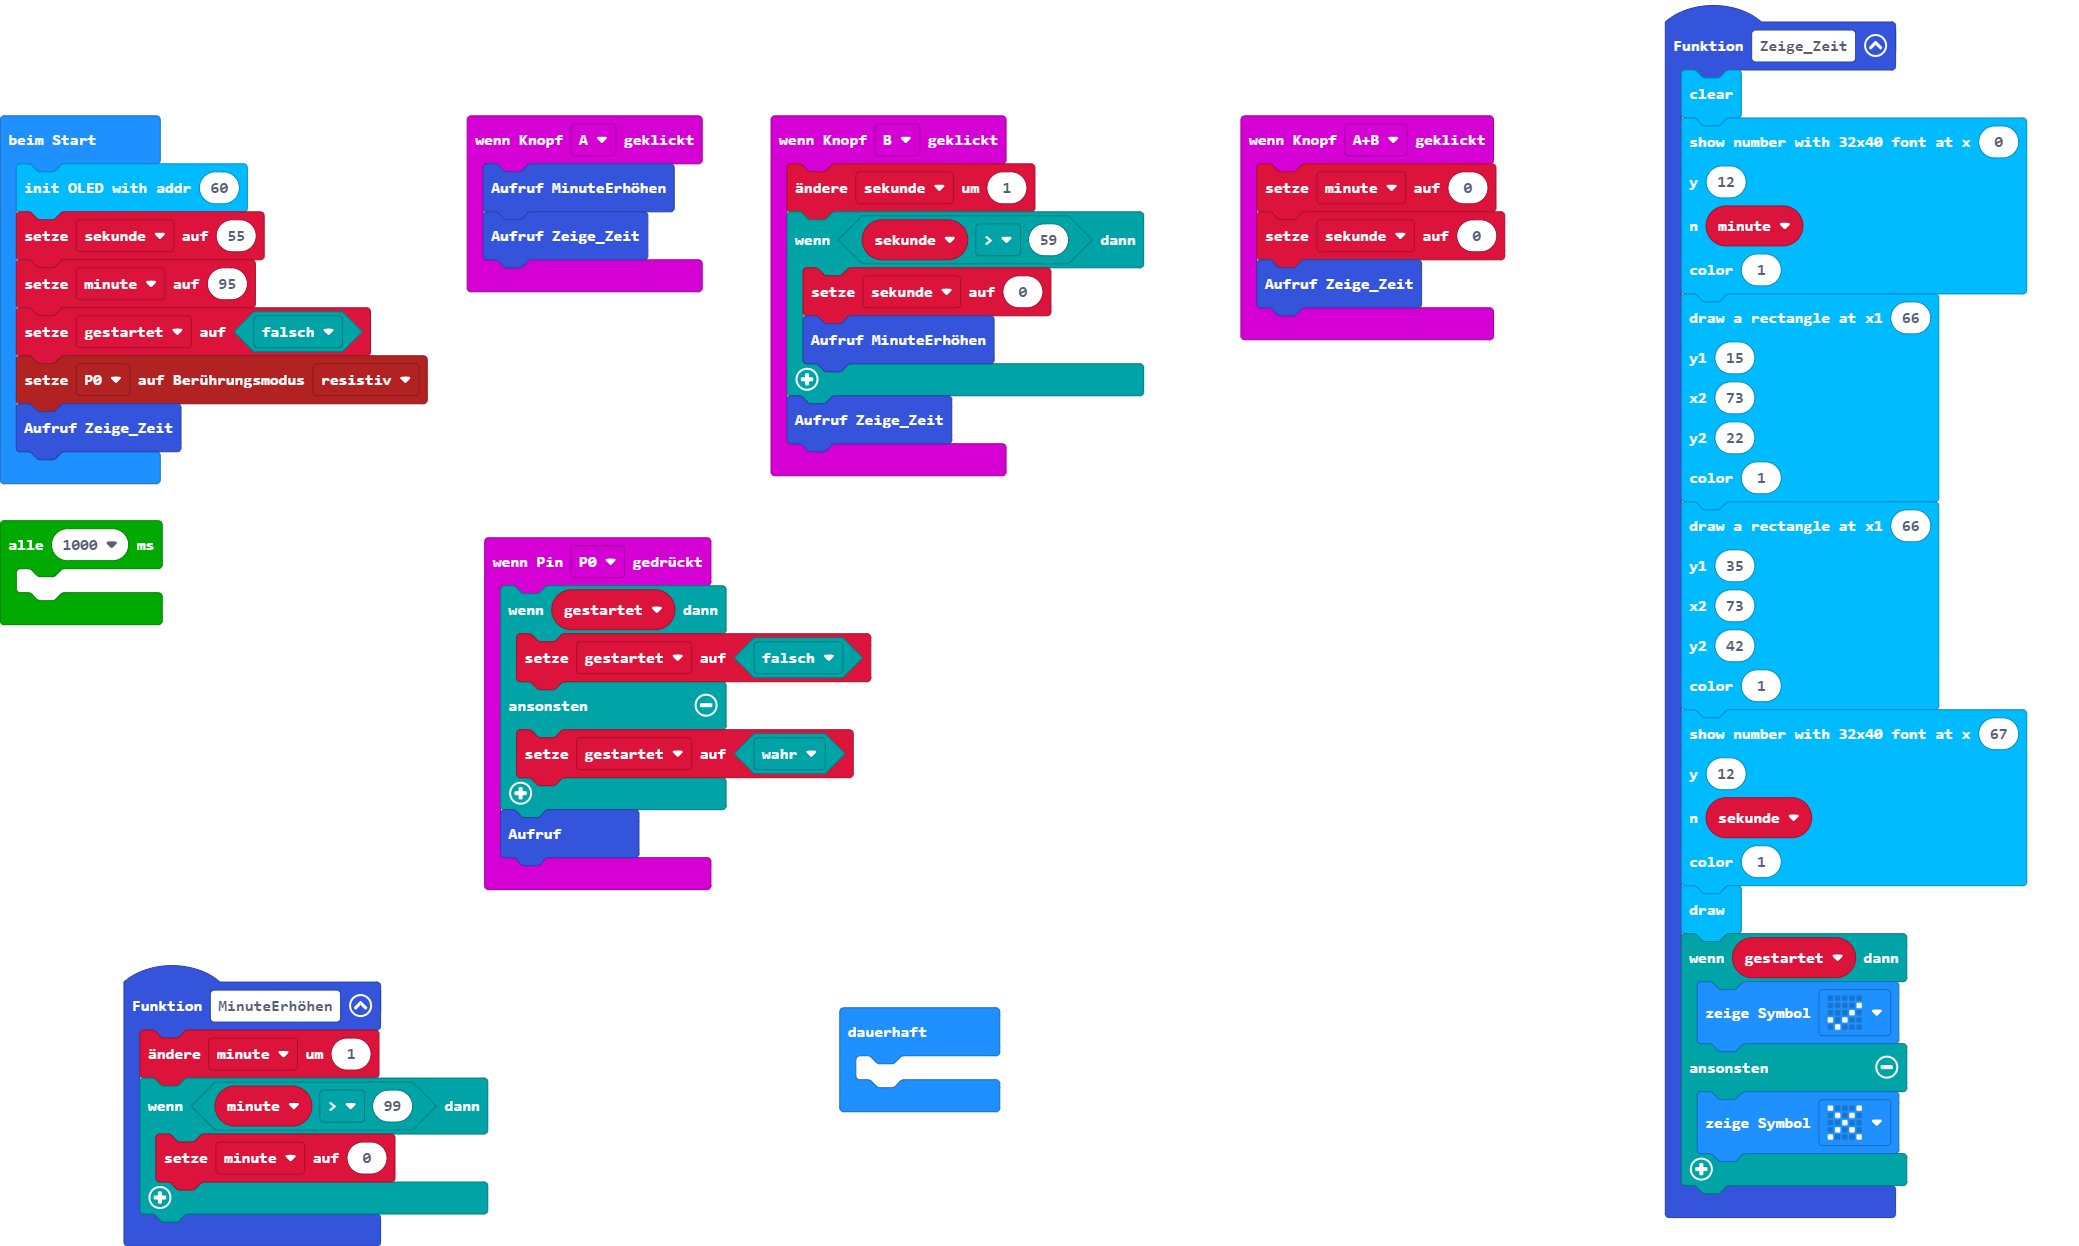 beim Start
init OLED with addr 60
setze sekunde auf 55
setze minute auf 95
setze gestartet auf falsch
setze P0 auf Berührungsmodus resistiv
Aufruf Zeige_Zeit
wenn Knopf A geklickt
Aufruf MinuteErhöhen
Aufruf Zeige_Zeit
wenn Knopf B geklickt
ändere sekunde um 1
wenn sekunde > 59 dann
setze sekunde auf 0
Aufruf MinuteErhöhen
Aufruf Zeige_Zeit
wenn Knopf A+B geklickt
setze minute auf 0
setze sekunde auf 0
Aufruf Zeige_Zeit
Funktion Zeige_Zeit
clear
show number with 32x40 font at x 0
y 12
n minute
color 1
draw a rectangle at x1 66
y1 15
x2 73
y2 22
color 1
draw a rectangle at x1 66
y1 35
x2 73
y2 42
color 1
show number with 32x40 font at x 67
y 12
n sekunde
color 1
draw
wenn gestartet dann
zeige Symbol
ansonsten
zeige Symbol
alle 1000 ms
wenn Pin P0 gedrückt
wenn gestartet dann
setze gestartet auf falsch
ansonsten
setze gestartet auf wahr
Aufruf
Funktion MinuteErhöhen
ändere minute um 1
wenn minute > 99 dann
setze minute auf 0
dauerhaft